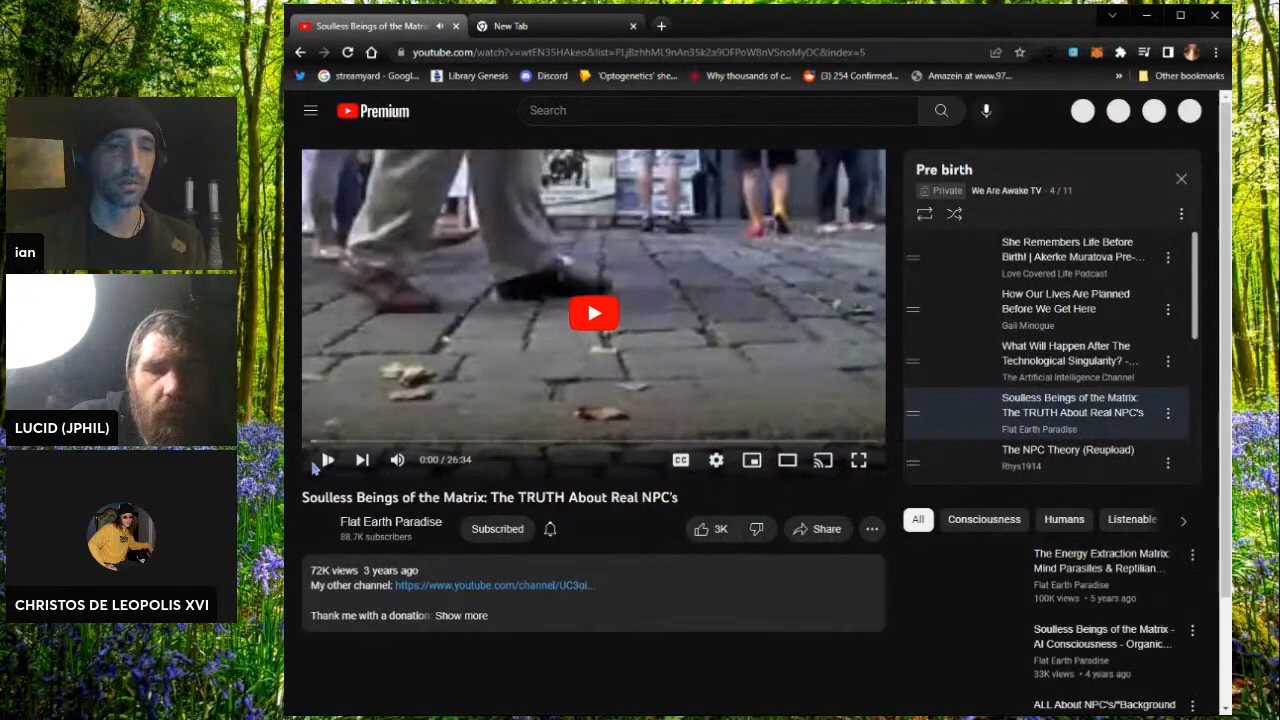 Soulless Beings of the Matrix
New Tab
youtube.com/watch?v=wtEN35HAkeo&list=PLjBzhhML9nAn35k2a9OFPoW8nVSnoMyDC&index=5
streamyard - Googl...
Library Genesis
Discord
'Optogenetics' she...
Why thousands of c...
(3) 254 Confirmed...
Amazein at www.97...
»
Other bookmarks
Premium
Search
ian
LUCID (JPHIL)
CHRISTOS DE LEOPOLIS XVI
CC
0:00 / 26:34
Soulless Beings of the Matrix: The TRUTH About Real NPC's
Flat Earth Paradise
88.7K subscribers
Subscribed
3K
Share
72K views 3 years ago
My other channel: https://www.youtube.com/channel/UC3oi...
Thank me with a donation: Show more
Pre birth
Private We Are Awake TV - 4 / 11
She Remembers Life Before
Birth! | Akerke Muratova Pre-...
Love Covered Life Podcast
How Our Lives Are Planned
Before We Get Here
Gail Minogue
What Will Happen After The
Technological Singularity? -...
The Artificial Intelligence Channel
Soulless Beings of the Matrix:
The TRUTH About Real NPC's
Flat Earth Paradise
The NPC Theory (Reupload)
Rhys1914
All
Consciousness
Humans
Listenable
The Energy Extraction Matrix
Mind Parasites & Reptilian...
Flat Earth Paradise
100K views • 5 years ago
Soulless Beings of the Matrix -
AI Consciousness - Organic...
Flat Earth Paradise
33K views • 4 years ago
ALL About NPC's/"Background